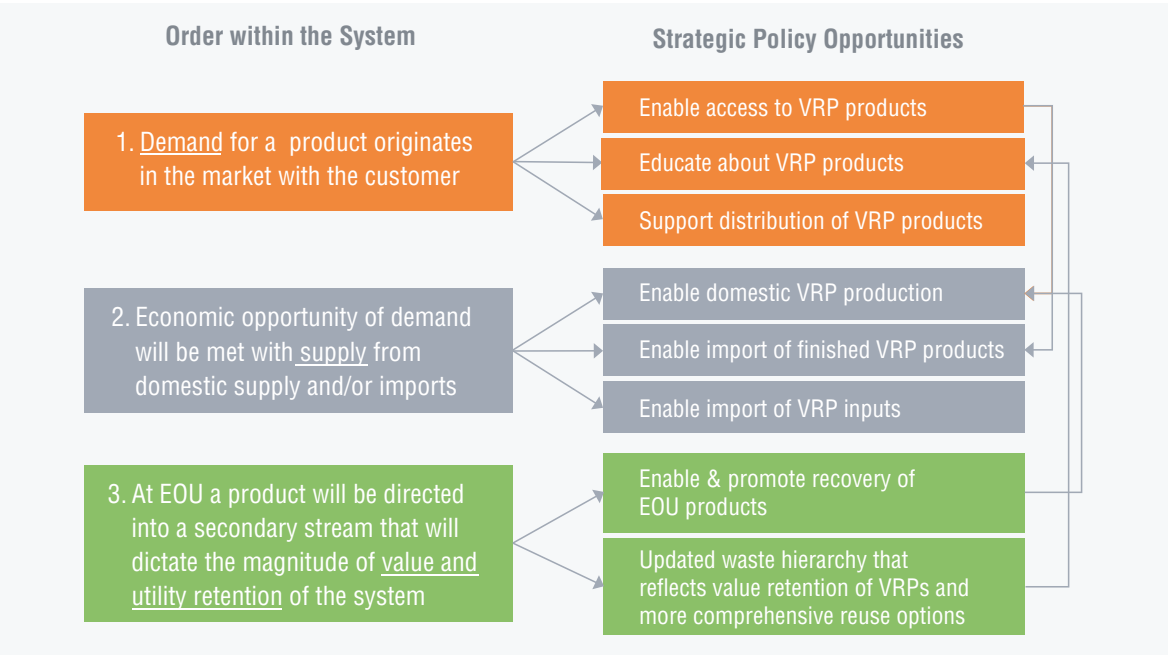 Order within the System
Strategic Policy Opportunities
1. Demand for a product originates
in the market with the customer
Enable access to VRP products
Educate about VRP products
Support distribution of VRP products
2. Economic opportunity of demand
will be met with supply from
domestic supply and/or imports
Enable domestic VRP production
Enable import of finished VRP products
Enable import of VRP inputs
3. At EOU a product will be directed
into a secondary stream that will
dictate the magnitude of value and
utility retention of the system
Enable & promote recovery of
EOU products
Updated waste hierarchy that
reflects value retention of VRPs and
more comprehensive reuse options